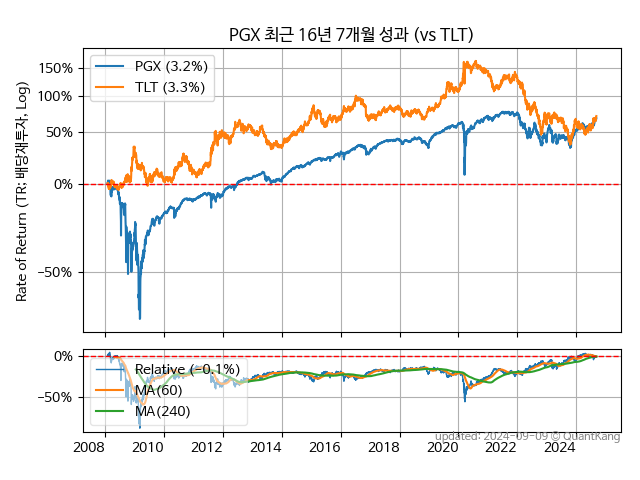 PGX 최근 16년 7개월 성과 (vs TLT)
Rate of Return (TR: 배당재투자, Log)
150%
100%
50%
0%
−50%
PGX (3.2%)
TLT (3.3%)
0%
−50%
Relative (−0.1%)
MA(60)
MA(240)
2008 2010 2012 2014 2016 2018 2020 2022 2024
updated: 2024-09-09 © QuantKang